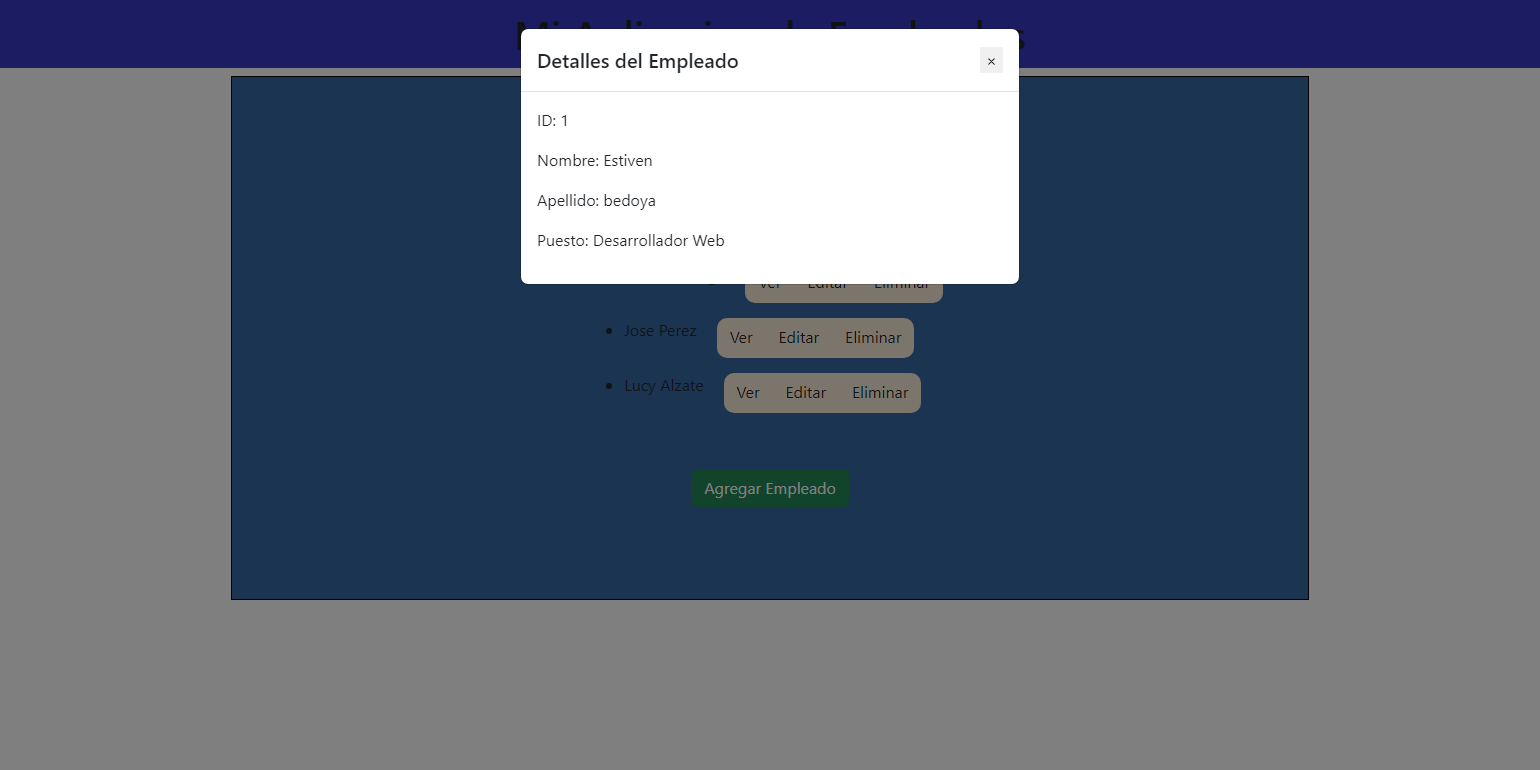 Detalles del Empleado ×
ID: 1
Nombre: Estiven
Apellido: bedoya
Puesto: Desarrollador Web
Ver Editar Eliminar
Jose Perez Ver Editar Eliminar
Lucy Alzate Ver Editar Eliminar
Agregar Empleado